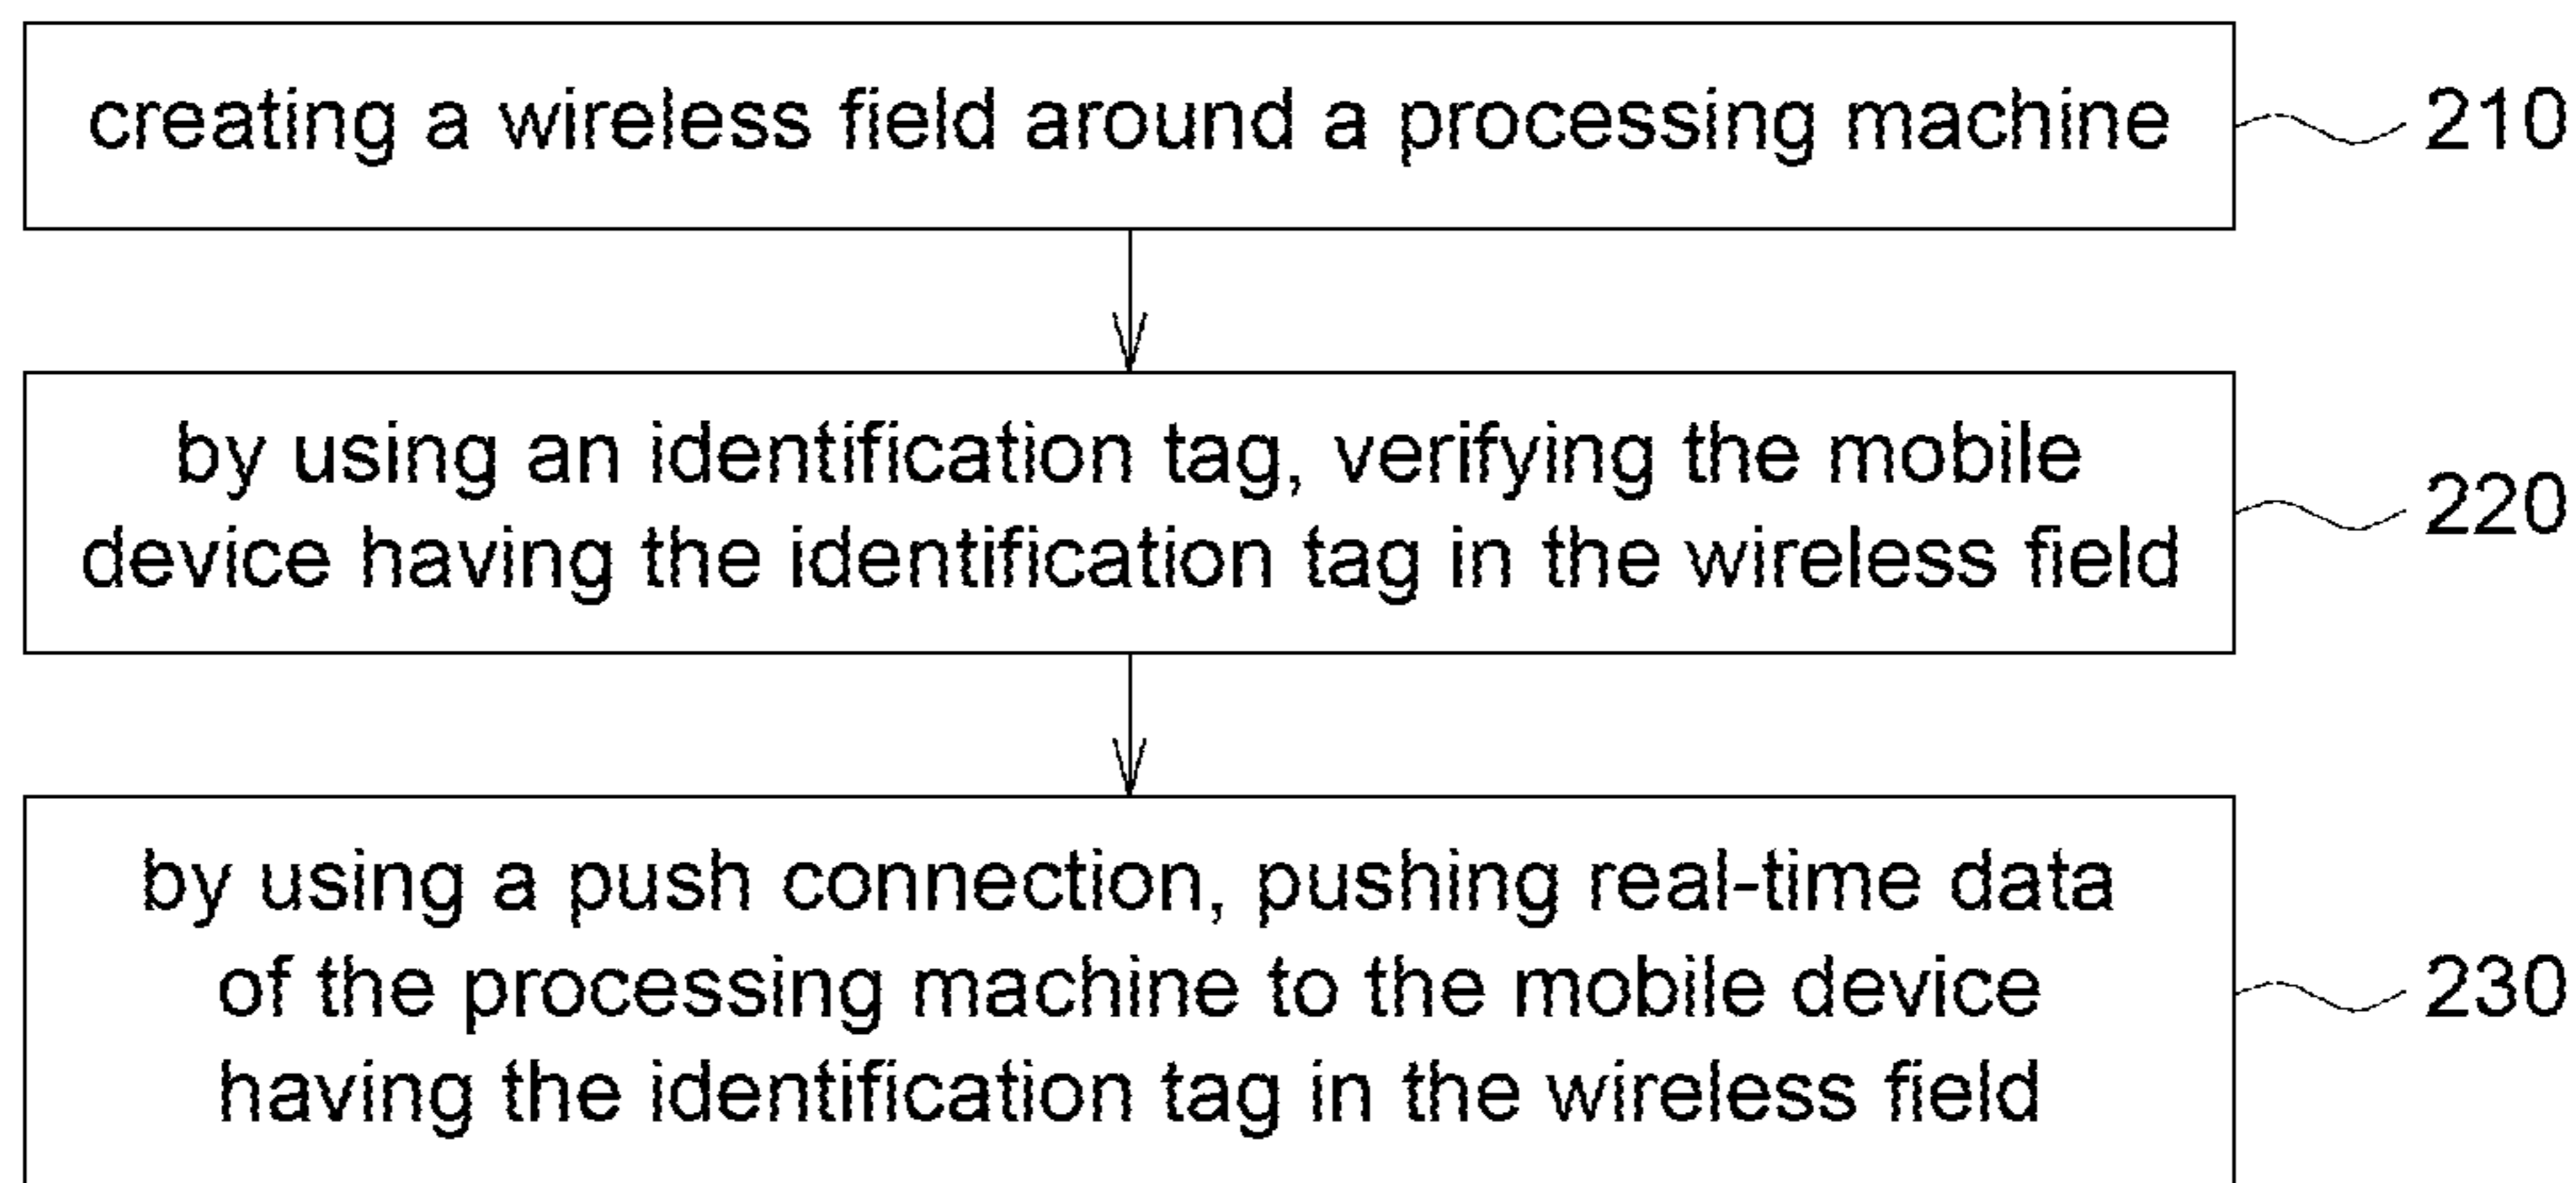 creating a wireless field around a processing machine
210
by using an identification tag, verifying the mobile
device having the identification tag in the wireless field
220
by using a push connection, pushing real-time data
of the processing machine to the mobile device
having the identification tag in the wireless field
230